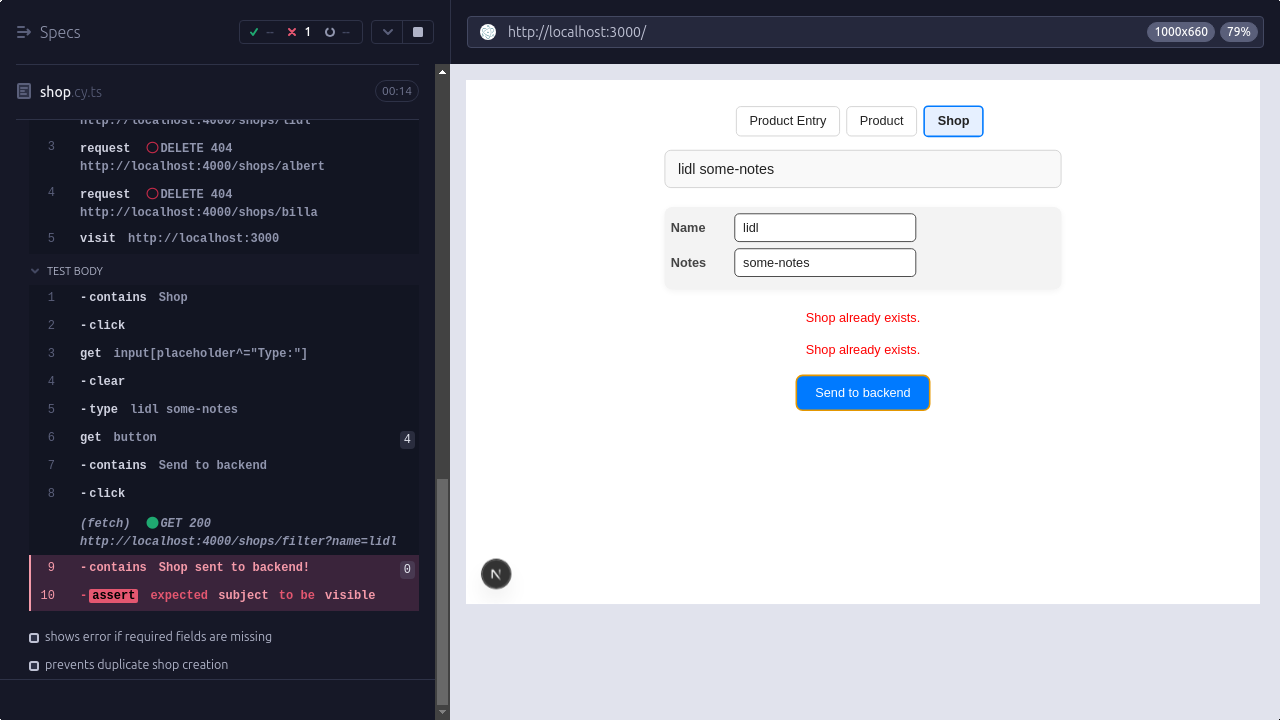 Specs
-- 1 --
shop.cy.ts
00:14
http://localhost:4000/shops/lidl
3 request DELETE 404
http://localhost:4000/shops/albert
4 request DELETE 404
http://localhost:4000/shops/billa
5 visit http://localhost:3000
TEST BODY
1 -contains Shop
2 -click
3 get input[placeholder^="Type:"]
4 -clear
5 -type lidl some-notes
6 get button 4
7 -contains Send to backend
8 -click
(fetch) GET 200
http://localhost:4000/shops/filter?name=lidl
9 -contains Shop sent to backend! 0
10 -assert expected subject to be visible
shows error if required fields are missing
prevents duplicate shop creation
http://localhost:3000/
1000x660 79%
Product Entry Product Shop
lidl some-notes
Name lidl
Notes some-notes
Shop already exists.
Shop already exists.
Send to backend
N